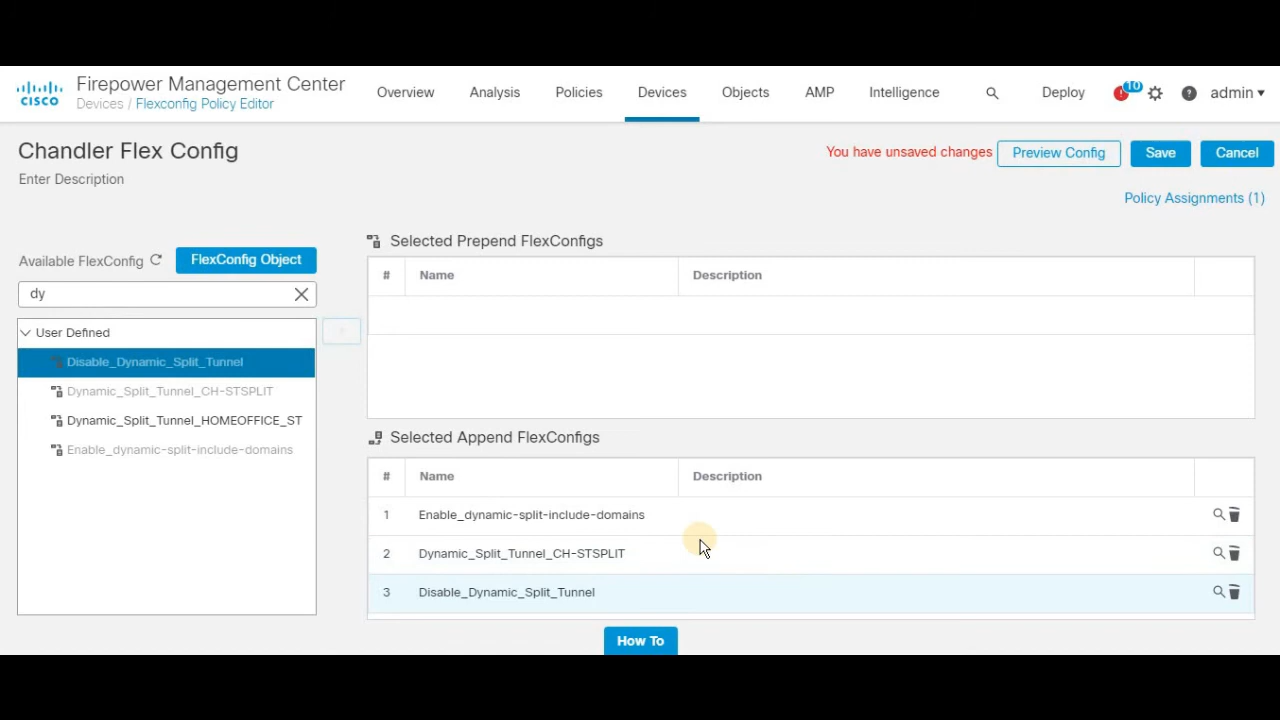 Firepower Management Center
CISCO
Devices / Flexconfig Policy Editor
Overview
Analysis
Policies
Devices
Objects
AMP
Intelligence
Deploy
10
admin
Chandler Flex Config
Enter Description
You have unsaved changes
Preview Config
Save
Cancel
Policy Assignments (1)
Available FlexConfig
FlexConfig Object
dy
User Defined
Disable_Dynamic_Split_Tunnel
Dynamic_Split_Tunnel_CH-STSPLIT
Dynamic_Split_Tunnel_HOMEOFFICE_ST
Enable_dynamic-split-include-domains
Selected Prepend FlexConfigs
# Name Description
Selected Append FlexConfigs
# Name Description
1 Enable_dynamic-split-include-domains
2 Dynamic_Split_Tunnel_CH-STSPLIT
3 Disable_Dynamic_Split_Tunnel
How To